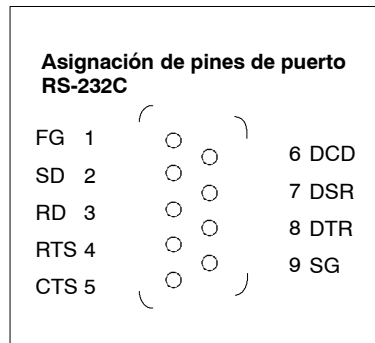 Asignación de pines de puerto
RS-232C
FG 1
SD 2
RD 3
RTS 4
CTS 5
6 DCD
7 DSR
8 DTR
9 SG